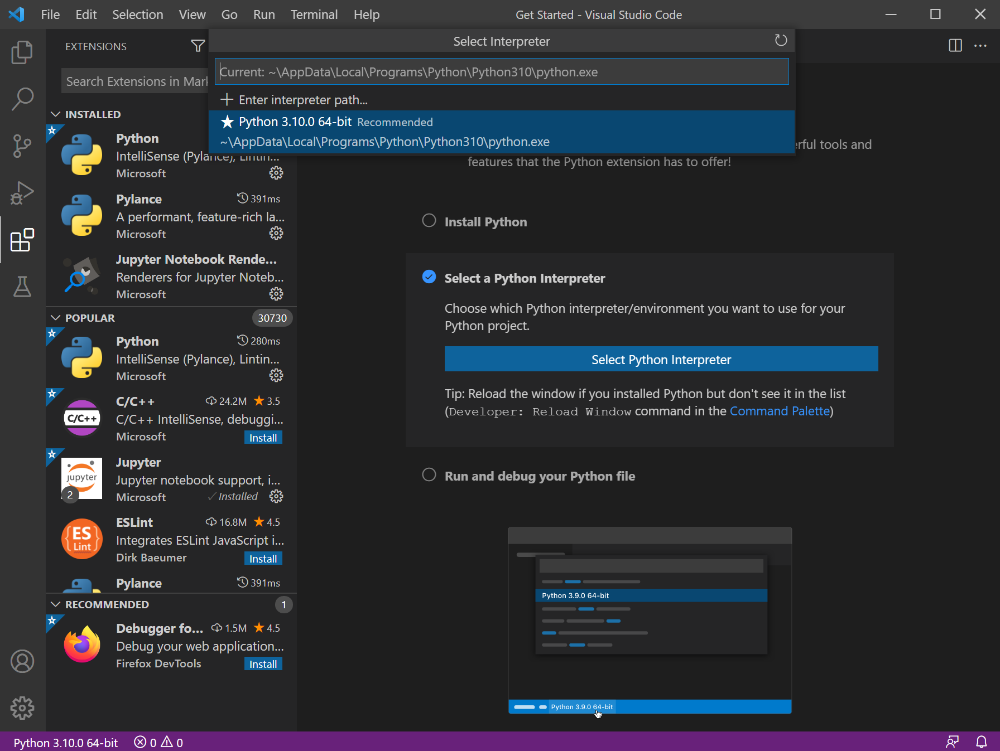 File Edit Selection View Go Run Terminal Help
Get Started - Visual Studio Code
EXTENSIONS
Search Extensions in Mark
INSTALLED
Python
IntelliSense (Pylance), Lintin...
Microsoft
Pylance
391ms
A performant, feature-rich la...
Microsoft
Jupyter Notebook Rende...
Renderers for Jupyter Noteb...
Microsoft
POPULAR
30730
Python
280ms
IntelliSense (Pylance), Lintin...
Microsoft
C/C++
C/C++
24.2M
3.5
C/C++ IntelliSense, debuggi...
Microsoft
Install
jupyter
2
Jupyter
Jupyter notebook support, i...
Microsoft
✓ Installed
ES
Lint
ESLint
16.8M
4.5
Integrates ESLint JavaScript i...
Dirk Baeumer
Install
Pylance
391ms
RECOMMENDED
1
Debugger fo...
1.5M
4.5
Debug your web application...
Firefox DevTools
Install
Select Interpreter
Current: ~\AppData\Local\Programs\Python\Python310\python.exe
Enter interpreter path...
Python 3.10.0 64-bit Recommended
~\AppData\Local\Programs\Python\Python310\python.exe
erful tools and
features that the Python extension has to offer!
Install Python
Select a Python Interpreter
Choose which Python interpreter/environment you want to use for your
Python project.
Select Python Interpreter
Tip: Reload the window if you installed Python but don't see it in the list
(Developer: Reload Window command in the Command Palette)
Run and debug your Python file
Python 3.9.0 64-bit
Python 3.9.0 64-bit
Python 3.10.0 64-bit
0
0